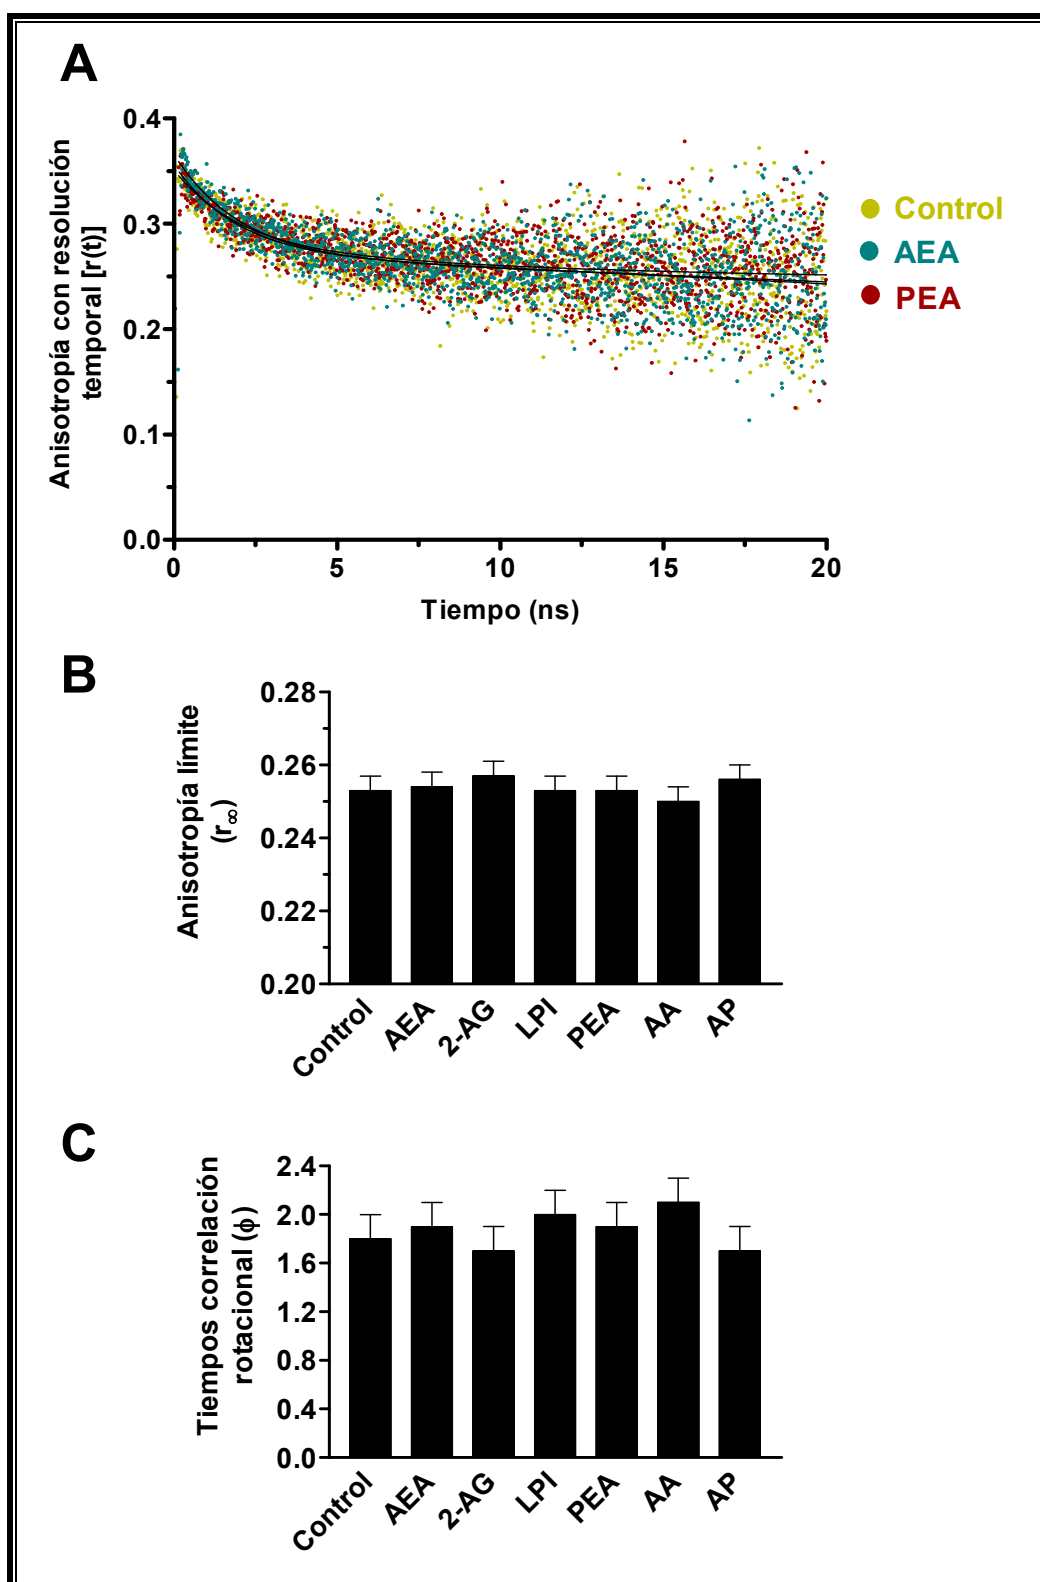 A
Anisotropía con resolución
temporal [r(t)]
0.4
0.3
0.2
0.1
0.0
0 5 10 15 20
Tiempo (ns)
Control
AEA
PEA
B
Anisotropía límite
(r∞)
0.28
0.26
0.24
0.22
0.20
Control AEA 2-AG LPI PEA AA AP
C
Tiempos correlación
rotacional (ϕ)
2.4
2.0
1.6
1.2
0.8
0.4
0.0
Control AEA 2-AG LPI PEA AA AP